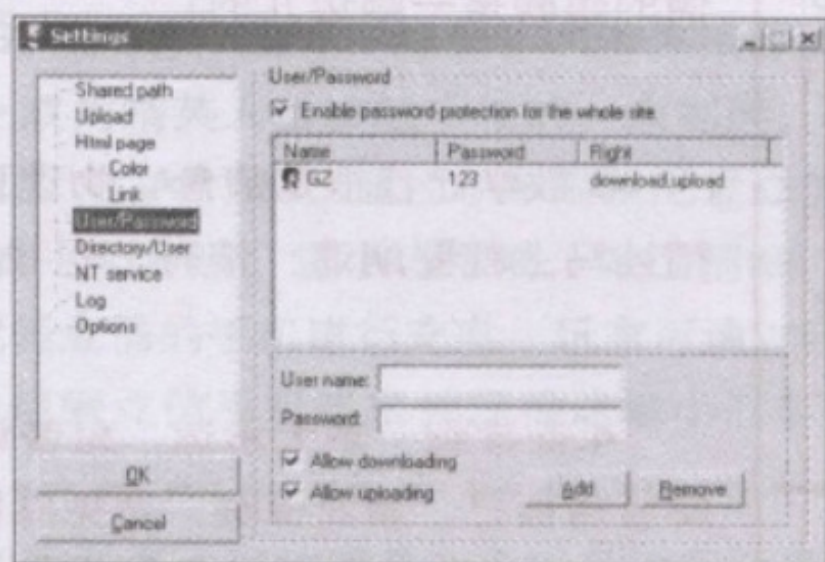 Settings
Shared path
Upload
Html page
Color
Link
User/Password
Directory/User
NT service
Log
Options
OK
Cancel
User/Password
Enable password protection for the whole site.
Name Password Right
GZ 123 download,upload
User name:
Password:
Allow downloading
Allow uploading
Add Remove